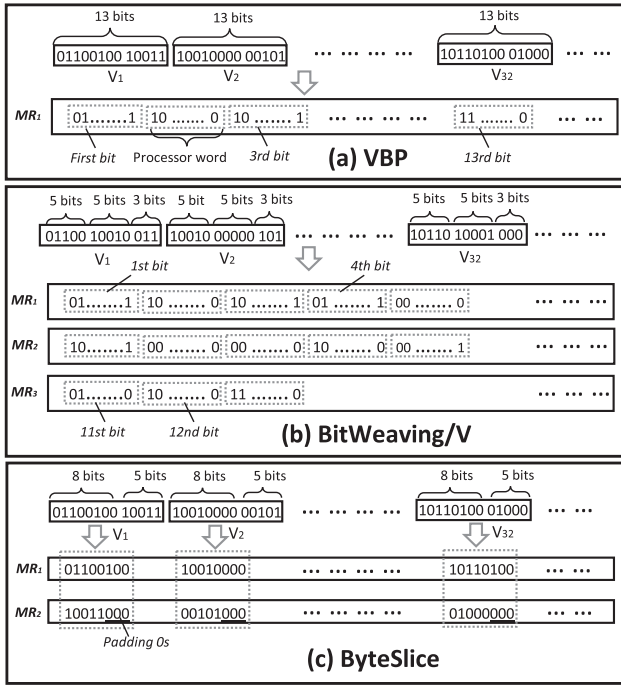 13 bits 13 bits 13 bits
01100100 10011 10010000 00101 ... ... ... ... 10110100 01000 ... ...
V1 V2 V32
MR1 01 ...... 1 10 ....... 0 10 ....... 1 ... ... ... ... 11 ...... 0 ... ...
First bit Processor word 3rd bit 13rd bit
(a) VBP
5 bits 5 bits 3 bits 5 bit 5 bits 3 bits 5 bits 5 bits 3 bits
01100 10010 011 10010 00000 101 ... ... ... ... 10110 10001 000 ... ...
V1 V2 V32
1st bit 4th bit
MR1 01.......1 10 ....... 0 10 ....... 1 01 ....... 1 00 ....... 0 ... ...
MR2 10.......1 00 ....... 0 00 ....... 0 10 ....... 0 00 ....... 1 ... ...
MR3 01.......0 10 ....... 0 11 ....... 0 ... ...
11st bit 12nd bit
(b) BitWeaving/V
8 bits 5 bits 8 bits 5 bits 8 bits 5 bits
01100100 10011 10010000 00101 ... ... ... ... 10110100 01000 ... ...
V1 V2 V32
MR1 01100100 10010000 ... ... ... ... 10110100 ... ...
MR2 10011000 00101000 ... ... ... ... 01000000 ... ...
Padding 0s
(c) ByteSlice